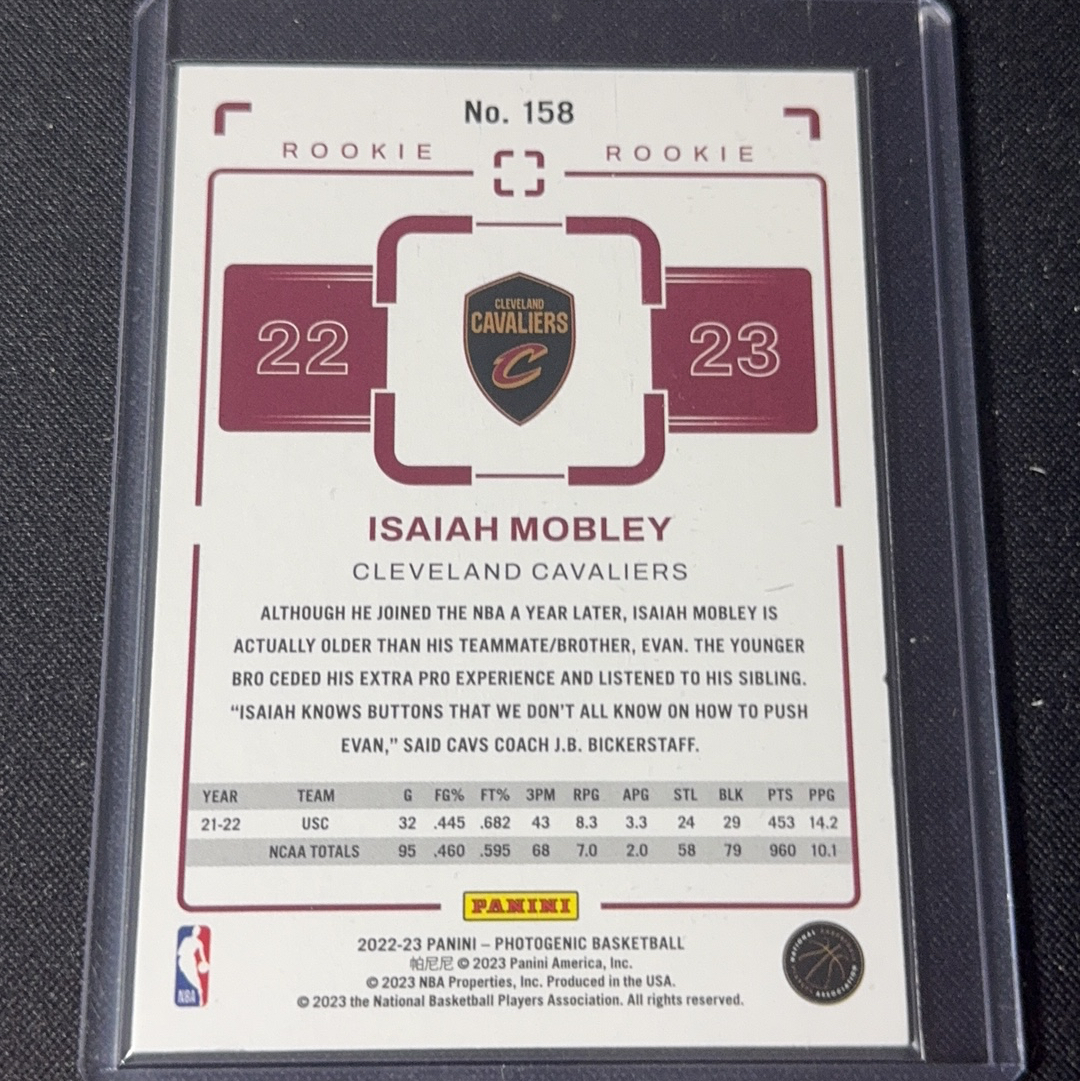 No. 158
ROOKIE ROOKIE
22 23
CLEVELAND
CAVALIERS
C
ISAIAH MOBLEY
CLEVELAND CAVALIERS
ALTHOUGH HE JOINED THE NBA A YEAR LATER, ISAIAH MOBLEY IS
ACTUALLY OLDER THAN HIS TEAMMATE/BROTHER, EVAN. THE YOUNGER
BRO CEDED HIS EXTRA PRO EXPERIENCE AND LISTENED TO HIS SIBLING.
“ISAIAH KNOWS BUTTONS THAT WE DON'T ALL KNOW ON HOW TO PUSH
EVAN,” SAID CAVS COACH J.B. BICKERSTAFF.
YEAR TEAM G FG% FT% 3PM RPG APG STL BLK PTS PPG
21-22 USC 32 .445 .682 43 8.3 3.3 24 29 453 14.2
NCAA TOTALS 95 .460 .595 68 7.0 2.0 58 79 960 10.1
PANINI
2022-23 PANINI – PHOTOGENIC BASKETBALL
帕尼尼 © 2023 Panini America, Inc.
© 2023 NBA Properties, Inc. Produced in the USA.
© 2023 the National Basketball Players Association. All rights reserved.
NBA
NATIONAL
ASSOCIATION